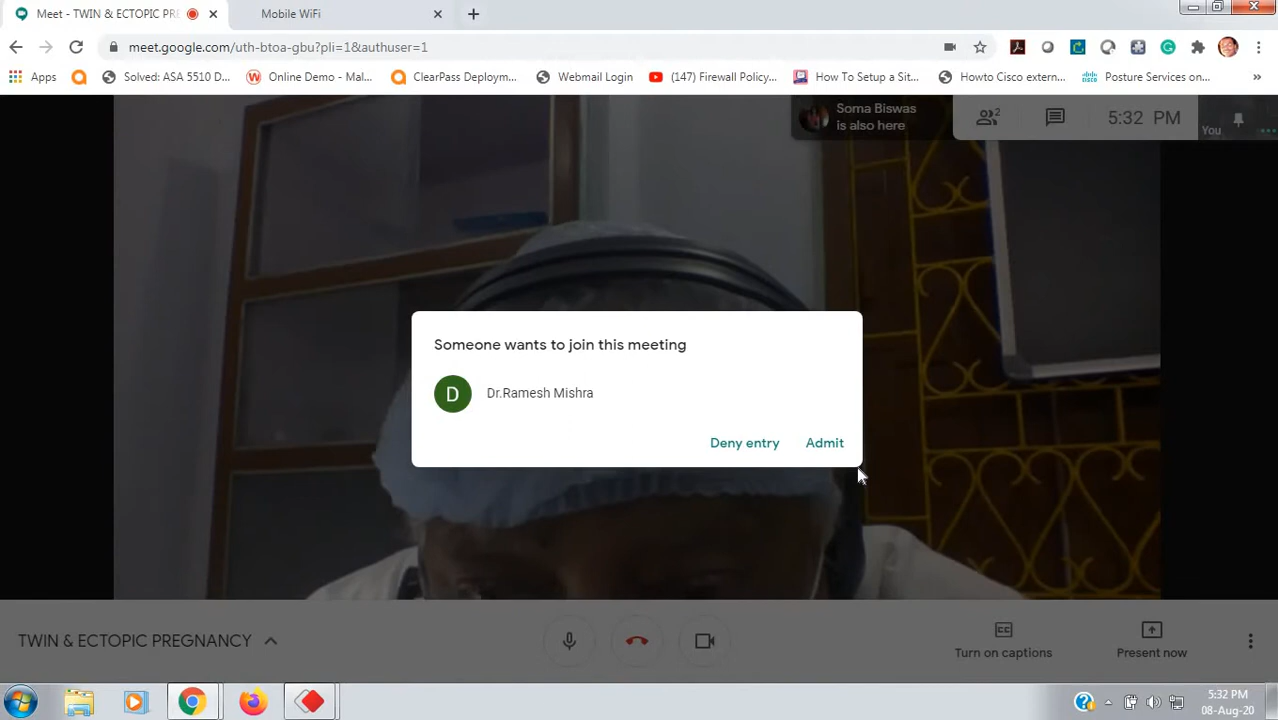 Meet - TWIN & ECTOPIC PRE
Mobile WiFi
meet.google.com/uth-btoa-gbu?pli=1&authuser=1
Apps
Solved: ASA 5510 D...
Online Demo - Mal...
ClearPass Deploym...
Webmail Login
(147) Firewall Policy...
How To Setup a Sit...
Howto Cisco extern...
Posture Services on...
»
Soma Biswas
is also here
2
5:32 PM
You
Someone wants to join this meeting
D
Dr.Ramesh Mishra
Deny entry
Admit
TWIN & ECTOPIC PREGNANCY
CC
Turn on captions
Present now
5:32 PM
08-Aug-20